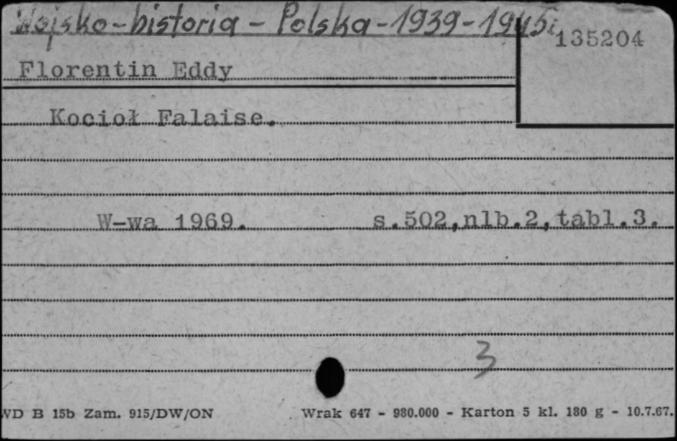 Wojsko-historia - Polska-1939-1945
135204
Florentin Eddy
Kocioł Falaise.
W-wa 1969. s.502,nlb.2,tabl.3.
3
WD B 15b Zam. 915/DW/ON Wrak 647 - 980.000 - Karton 5 kl. 180 g - 10.7.67.